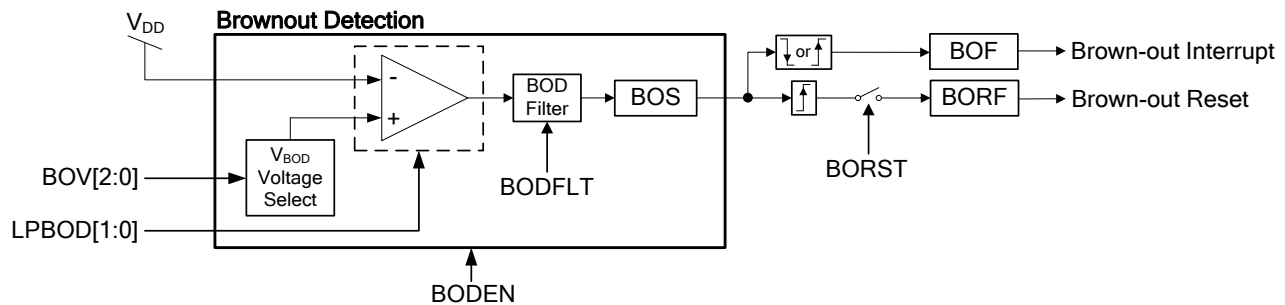 Brownout Detection
VDD
or
BOF
Brown-out Interrupt
-
+
BOD
Filter
BOS
BORF
Brown-out Reset
VBOD
Voltage
Select
BOV[2:0]
BODFLT
BORST
LPBOD[1:0]
BODEN